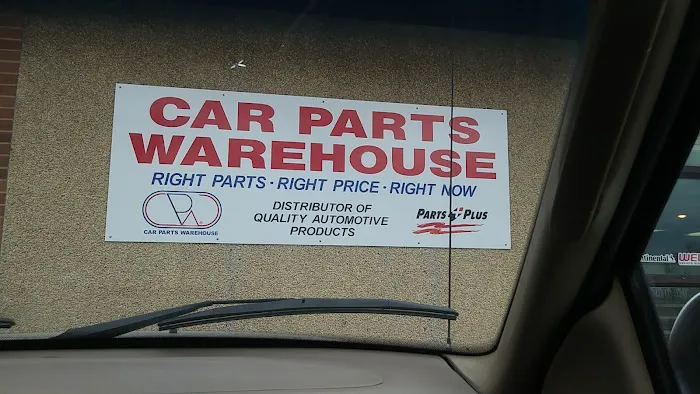 CAR PARTS
WAREHOUSE
RIGHT PARTS · RIGHT PRICE · RIGHT NOW
CAR PARTS WAREHOUSE
DISTRIBUTOR OF
QUALITY AUTOMOTIVE
PRODUCTS
PARTS PLUS